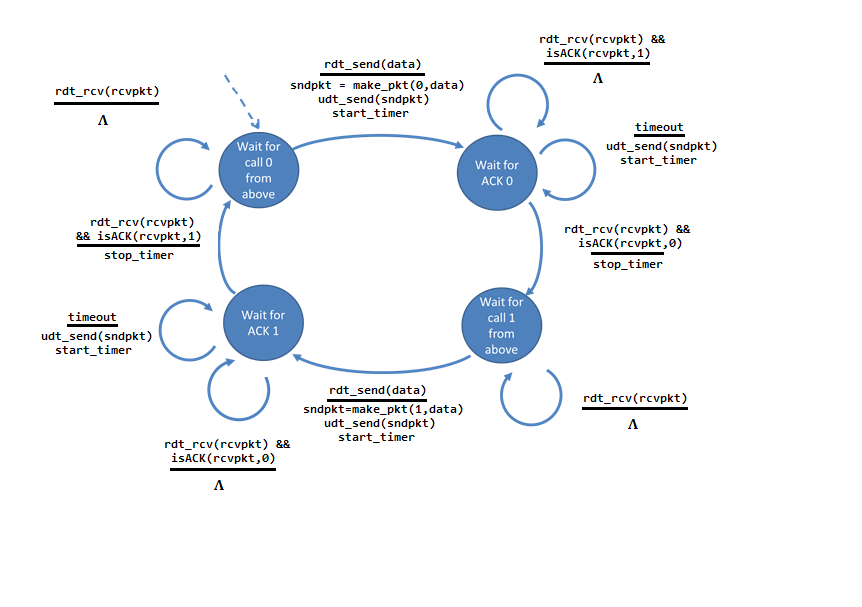 rdt_rcv(rcvpkt) &&
isACK(rcvpkt,1)
Λ
rdt_send(data)
sndpkt = make_pkt(0,data)
udt_send(sndpkt)
start_timer
rdt_rcv(rcvpkt)
Λ
timeout
udt_send(sndpkt)
start_timer
Wait for
call 0
from
above
Wait for
ACK 0
rdt_rcv(rcvpkt)
&& isACK(rcvpkt,1)
stop_timer
rdt_rcv(rcvpkt) &&
isACK(rcvpkt,0)
stop_timer
timeout
udt_send(sndpkt)
start_timer
Wait for
ACK 1
Wait for
call 1
from
above
rdt_send(data)
sndpkt=make_pkt(1,data)
udt_send(sndpkt)
start_timer
rdt_rcv(rcvpkt)
Λ
rdt_rcv(rcvpkt) &&
isACK(rcvpkt,0)
Λ